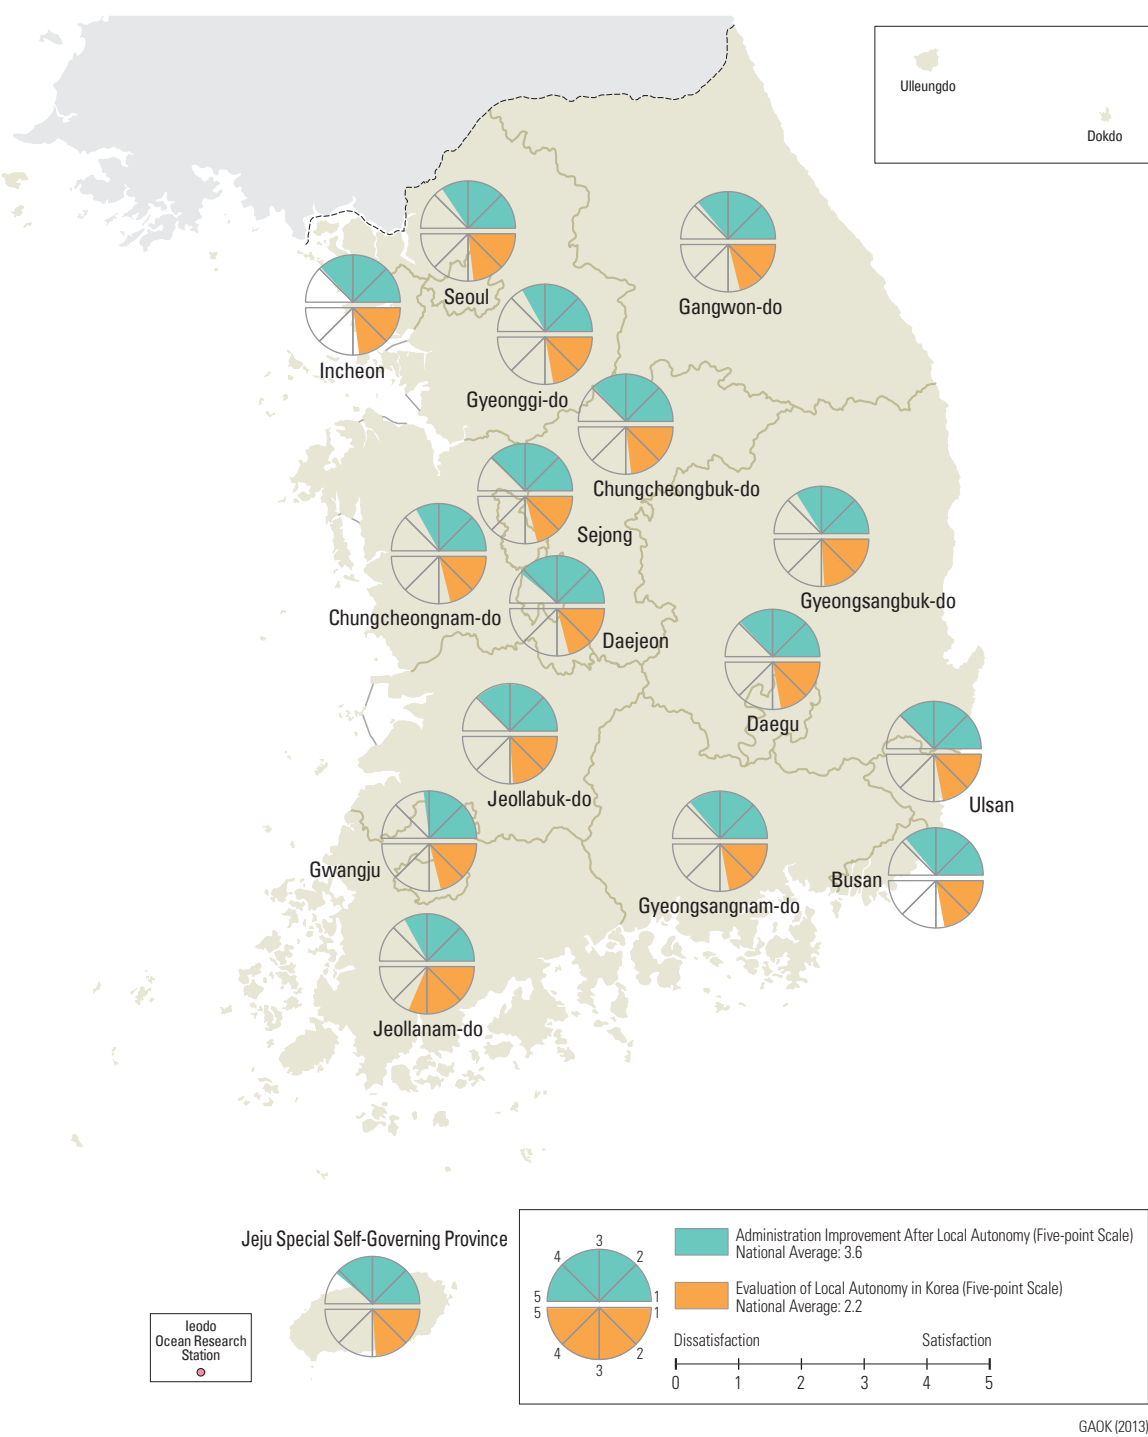 Ulleungdo
Dokdo
Seoul
Gangwon-do
Incheon
Gyeonggi-do
Chungcheongbuk-do
Sejong
Gyeongsangbuk-do
Chungcheongnam-do
Daejeon
Daegu
Jeollabuk-do
Ulsan
Gwangju
Busan
Gyeongsangnam-do
Jeollanam-do
Jeju Special Self-Governing Province
Ieodo
Ocean Research
Station
3
4 2
5 1
5 1
4 2
3
Administration Improvement After Local Autonomy (Five-point Scale)
National Average: 3.6
Evaluation of Local Autonomy in Korea (Five-point Scale)
National Average: 2.2
Dissatisfaction Satisfaction
0 1 2 3 4 5
GAOK (2013)